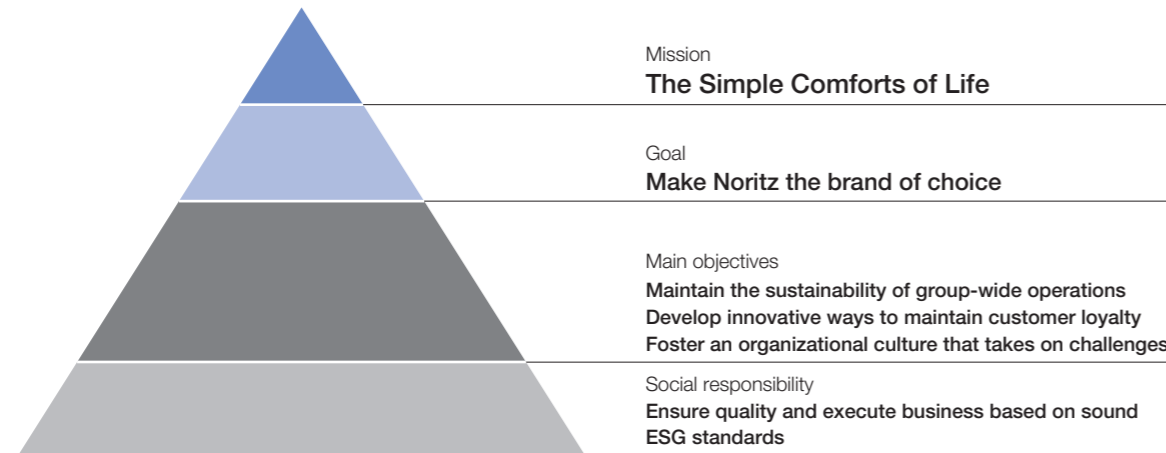 Mission
The Simple Comforts of Life
Goal
Make Noritz the brand of choice
Main objectives
Maintain the sustainability of group-wide operations
Develop innovative ways to maintain customer loyalty
Foster an organizational culture that takes on challenges
Social responsibility
Ensure quality and execute business based on sound
ESG standards